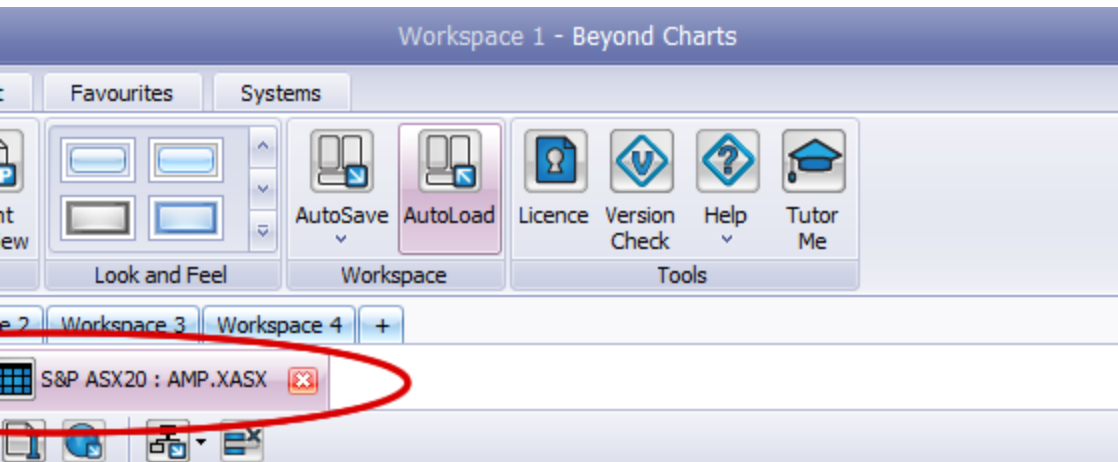 Workspace 1 - Beyond Charts
Favourites Systems
AutoSave AutoLoad Licence Version Check Help Tutor Me
Look and Feel Workspace Tools
2 Workspace 3 Workspace 4 +
S&P ASX20 : AMP.XASX